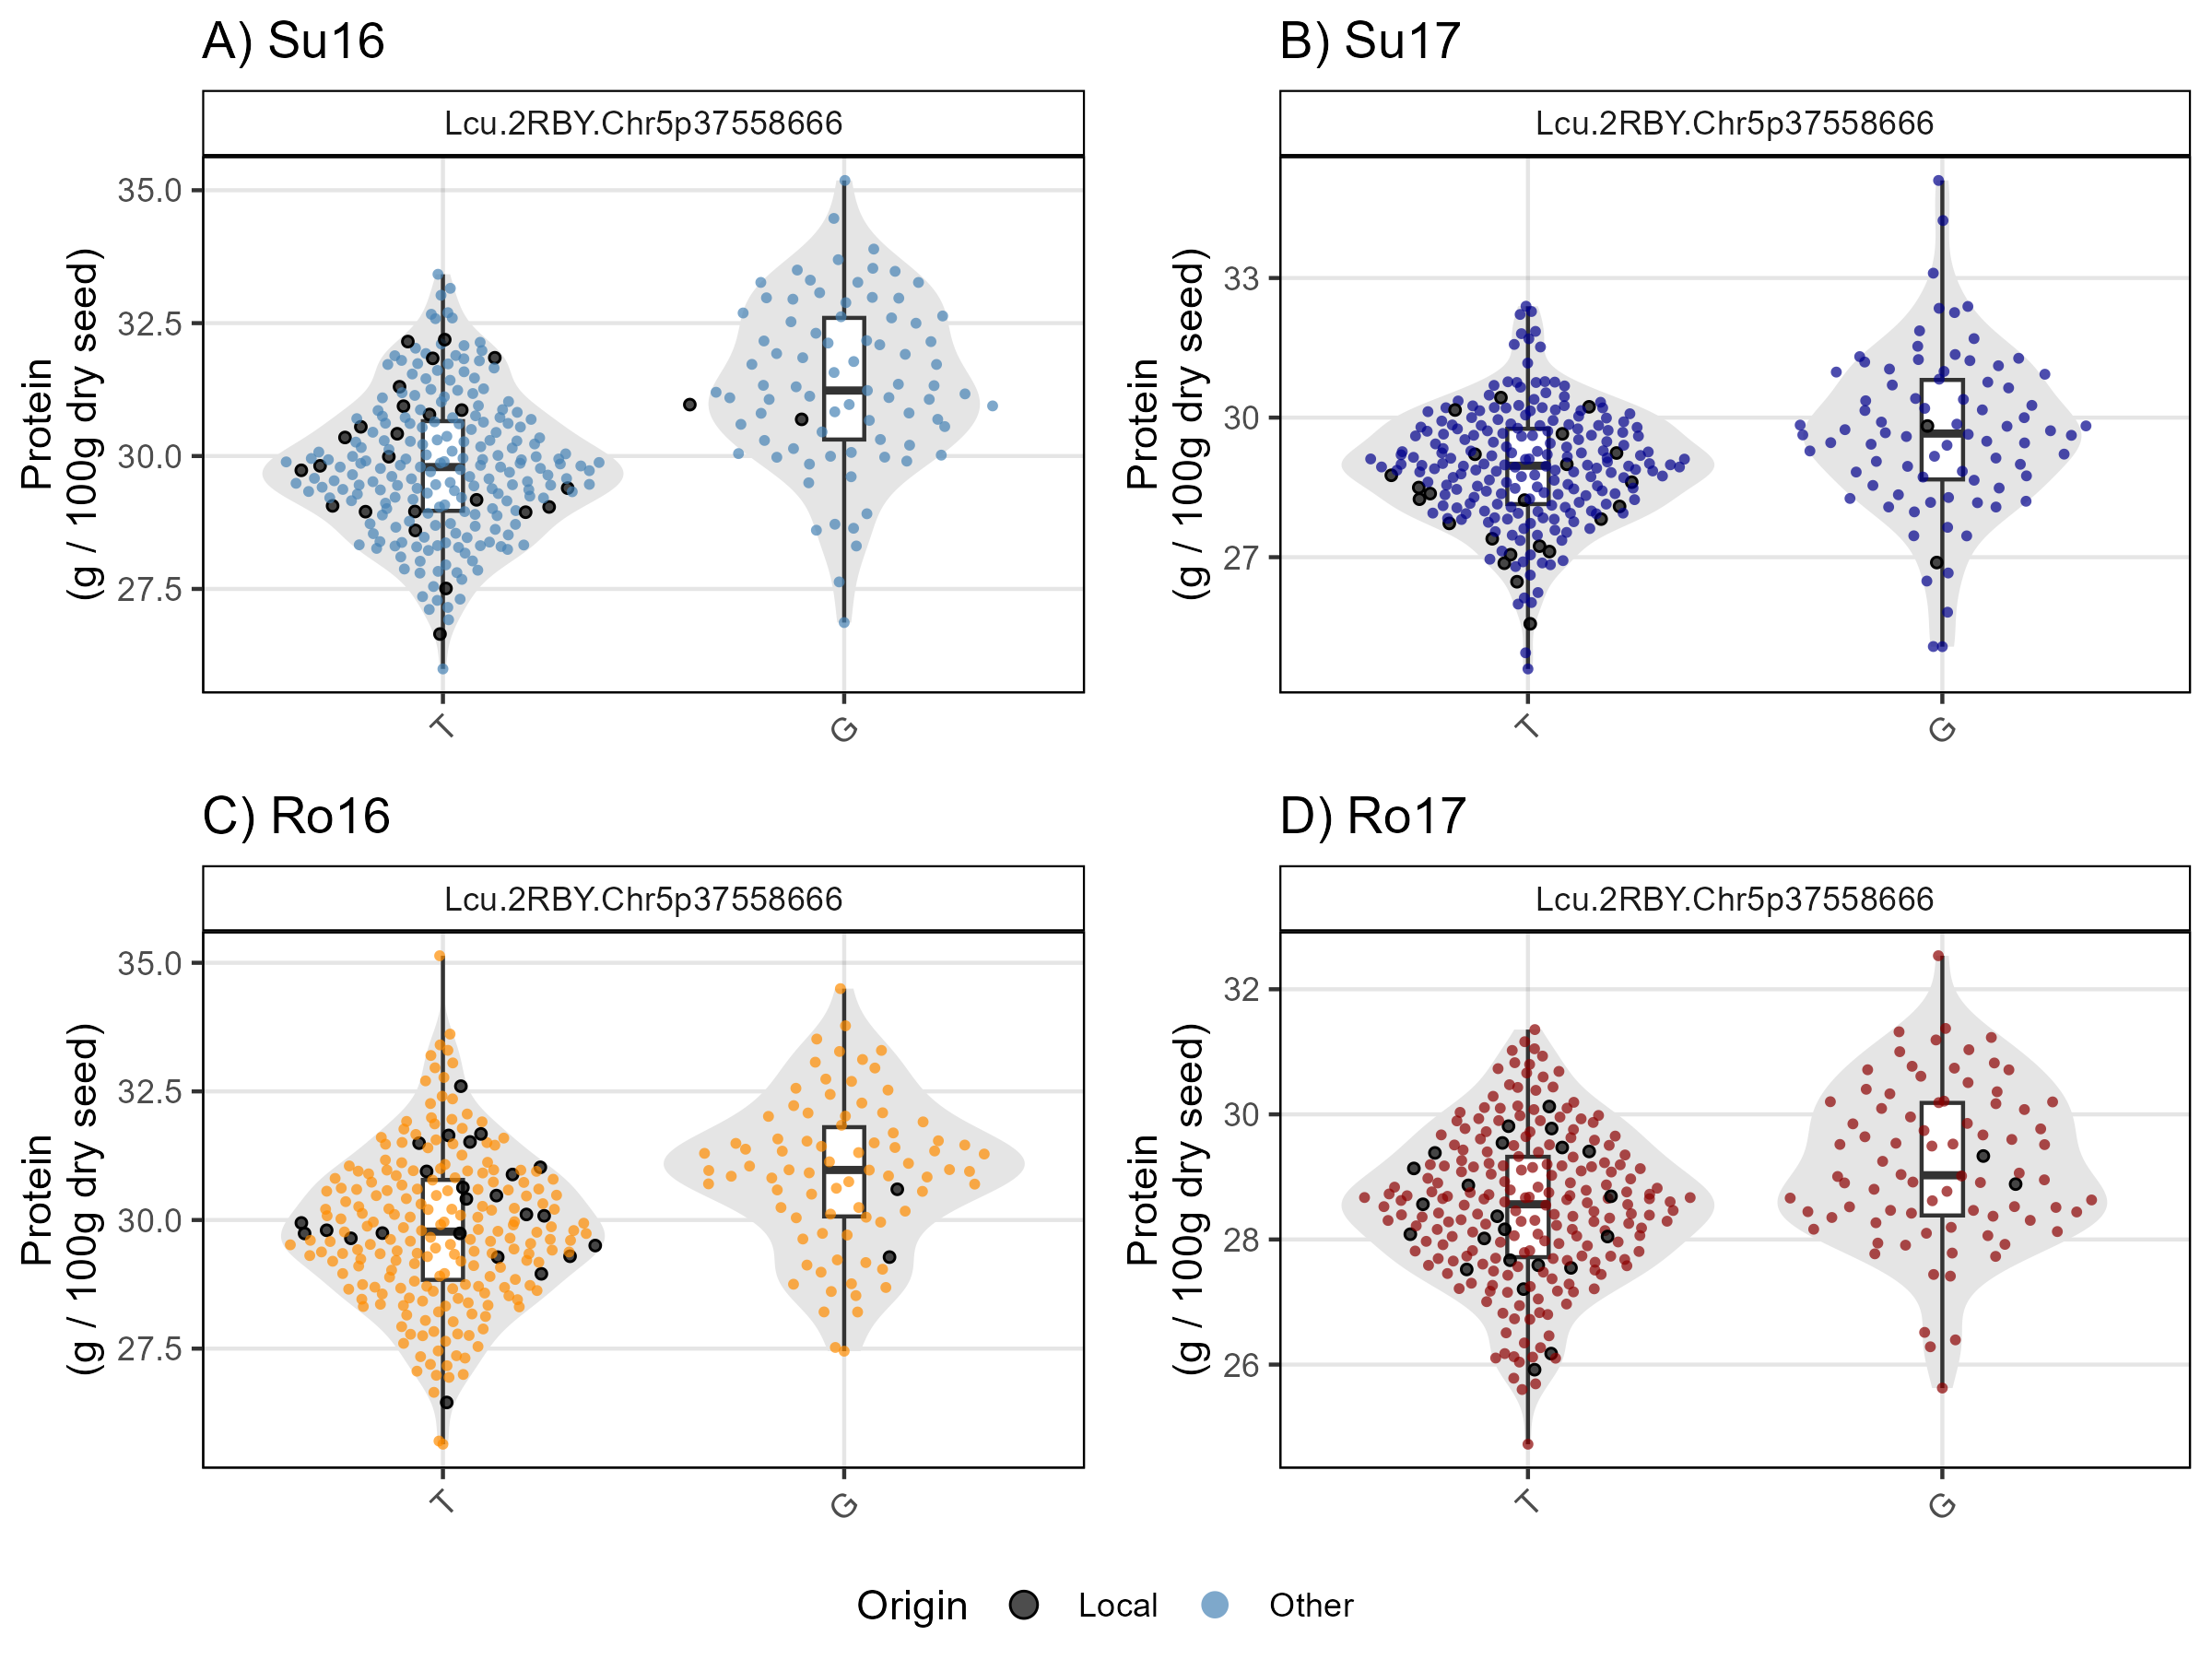 A) Su16
Lcu.2RBY.Chr5p37558666
Protein
(g / 100g dry seed)
35.0
32.5
30.0
27.5
T
G
B) Su17
Lcu.2RBY.Chr5p37558666
Protein
(g / 100g dry seed)
33
30
27
T
G
C) Ro16
Lcu.2RBY.Chr5p37558666
Protein
(g / 100g dry seed)
35.0
32.5
30.0
27.5
T
G
D) Ro17
Lcu.2RBY.Chr5p37558666
Protein
(g / 100g dry seed)
32
30
28
26
T
G
Origin Local Other